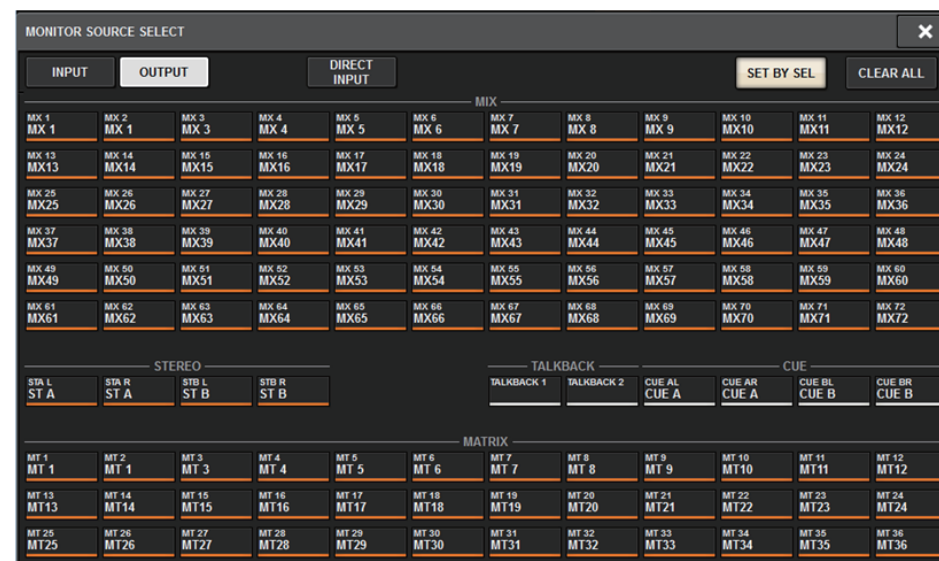 MONITOR SOURCE SELECT
INPUT OUTPUT DIRECT INPUT SET BY SEL CLEAR ALL
MIX
MX 1 MX 2 MX 3 MX 4 MX 5 MX 6 MX 7 MX 8 MX 9 MX 10 MX 11 MX 12
MX 1 MX 1 MX 3 MX 4 MX 5 MX 6 MX 7 MX 8 MX 9 MX10 MX11 MX12
MX 13 MX 14 MX 15 MX 16 MX 17 MX 18 MX 19 MX 20 MX 21 MX 22 MX 23 MX 24
MX13 MX14 MX15 MX16 MX17 MX18 MX19 MX20 MX21 MX22 MX23 MX24
MX 25 MX 26 MX 27 MX 28 MX 29 MX 30 MX 31 MX 32 MX 33 MX 34 MX 35 MX 36
MX25 MX26 MX27 MX28 MX29 MX30 MX31 MX32 MX33 MX34 MX35 MX36
MX 37 MX 38 MX 39 MX 40 MX 41 MX 42 MX 43 MX 44 MX 45 MX 46 MX 47 MX 48
MX37 MX38 MX39 MX40 MX41 MX42 MX43 MX44 MX45 MX46 MX47 MX48
MX 49 MX 50 MX 51 MX 52 MX 53 MX 54 MX 55 MX 56 MX 57 MX 58 MX 59 MX 60
MX49 MX50 MX51 MX52 MX53 MX54 MX55 MX56 MX57 MX58 MX59 MX60
MX 61 MX 62 MX 63 MX 64 MX 65 MX 66 MX 67 MX 68 MX 69 MX 70 MX 71 MX 72
MX61 MX62 MX63 MX64 MX65 MX66 MX67 MX68 MX69 MX70 MX71 MX72
STEREO TALKBACK CUE
STA L STA R STB L STB R TALKBACK 1 TALKBACK 2 CUE AL CUE AR CUE BL CUE BR
ST A ST A ST B ST B CUE A CUE A CUE B CUE B
MATRIX
MT 1 MT 2 MT 3 MT 4 MT 5 MT 6 MT 7 MT 8 MT 9 MT 10 MT 11 MT 12
MT 1 MT 1 MT 3 MT 4 MT 5 MT 6 MT 7 MT 8 MT 9 MT10 MT11 MT12
MT 13 MT 14 MT 15 MT 16 MT 17 MT 18 MT 19 MT 20 MT 21 MT 22 MT 23 MT 24
MT13 MT14 MT15 MT16 MT17 MT18 MT19 MT20 MT21 MT22 MT23 MT24
MT 25 MT 26 MT 27 MT 28 MT 29 MT 30 MT 31 MT 32 MT 33 MT 34 MT 35 MT 36
MT25 MT26 MT27 MT28 MT29 MT30 MT31 MT32 MT33 MT34 MT35 MT36